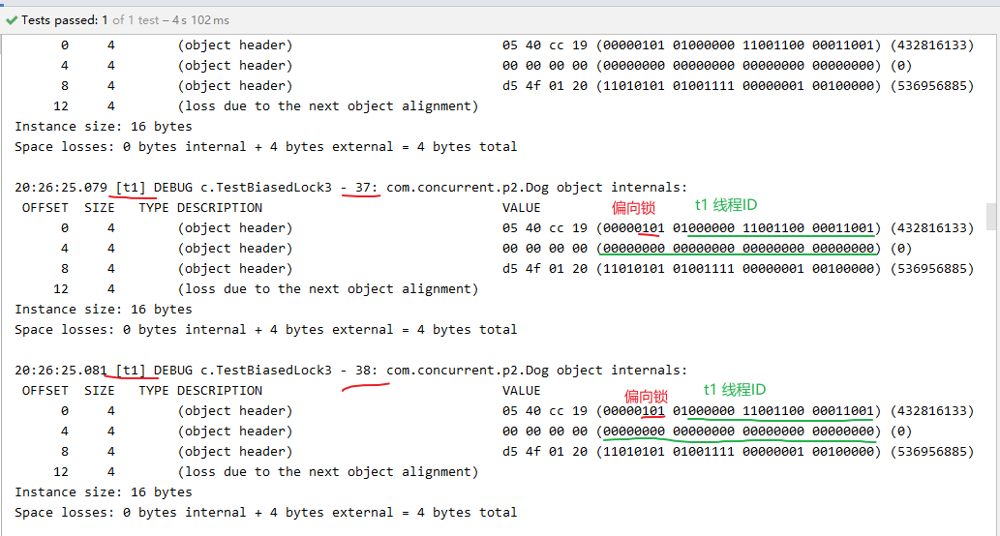 Tests passed: 1 of 1 test – 4 s 102 ms
0 4 (object header) 05 40 cc 19 (00000101 01000000 11001100 00011001) (432816133)
4 4 (object header) 00 00 00 00 (00000000 00000000 00000000 00000000) (0)
8 4 (object header) d5 4f 01 20 (11010101 01001111 00000001 00100000) (536956885)
12 4 (loss due to the next object alignment)
Instance size: 16 bytes
Space losses: 0 bytes internal + 4 bytes external = 4 bytes total
20:26:25.079 [t1] DEBUG c.TestBiasedLock3 - 37: com.concurrent.p2.Dog object internals:
OFFSET SIZE TYPE DESCRIPTION VALUE
偏向锁 t1 线程ID
0 4 (object header) 05 40 cc 19 (00000101 01000000 11001100 00011001) (432816133)
4 4 (object header) 00 00 00 00 (00000000 00000000 00000000 00000000) (0)
8 4 (object header) d5 4f 01 20 (11010101 01001111 00000001 00100000) (536956885)
12 4 (loss due to the next object alignment)
Instance size: 16 bytes
Space losses: 0 bytes internal + 4 bytes external = 4 bytes total
20:26:25.081 [t1] DEBUG c.TestBiasedLock3 - 38: com.concurrent.p2.Dog object internals:
OFFSET SIZE TYPE DESCRIPTION VALUE
偏向锁 t1 线程ID
0 4 (object header) 05 40 cc 19 (00000101 01000000 11001100 00011001) (432816133)
4 4 (object header) 00 00 00 00 (00000000 00000000 00000000 00000000) (0)
8 4 (object header) d5 4f 01 20 (11010101 01001111 00000001 00100000) (536956885)
12 4 (loss due to the next object alignment)
Instance size: 16 bytes
Space losses: 0 bytes internal + 4 bytes external = 4 bytes total